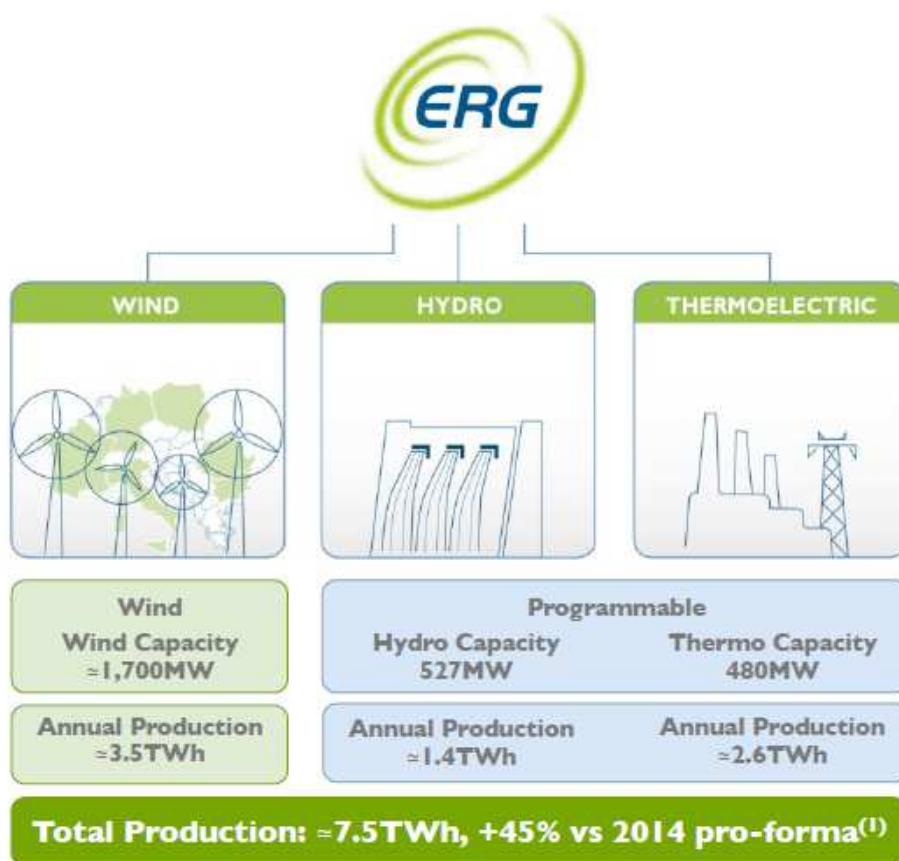 ERG
WIND
HYDRO
THERMOELECTRIC
Wind
Wind Capacity
≃1,700MW
Programmable
Hydro Capacity
527MW
Thermo Capacity
480MW
Annual Production
≃3.5TWh
Annual Production
≃1.4TWh
Annual Production
≃2.6TWh
Total Production: ≃7.5TWh, +45% vs 2014 pro-forma(1)